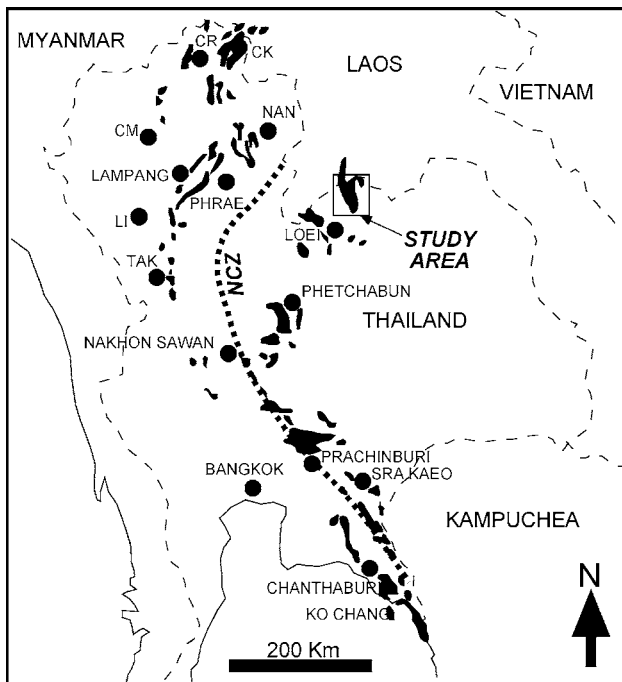 MYANMAR
CR
CK
LAOS
VIETNAM
NAN
CM
LAMPANG
PHRAE
LI
LOEI
STUDY
AREA
TAK
NCZ
PHETCHABUN
THAILAND
NAKHON SAWAN
PRACHINBURI
BANGKOK
SRA KAEO
KAMPUCHEA
CHANTHABURI
KO CHANG
N
200 Km